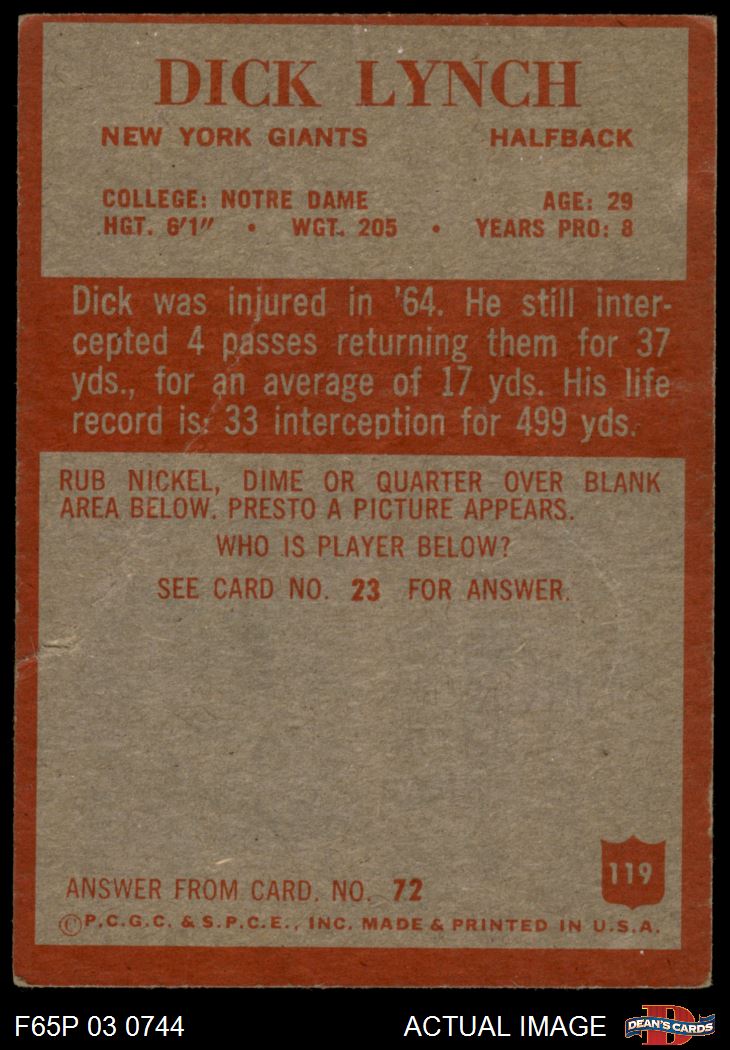 DICK LYNCH
NEW YORK GIANTS HALFBACK
COLLEGE: NOTRE DAME AGE: 29
HGT. 6'1" • WGT. 205 • YEARS PRO: 8
Dick was injured in '64. He still inter-
cepted 4 passes returning them for 37
yds., for an average of 17 yds. His life
record is: 33 interception for 499 yds.
RUB NICKEL, DIME OR QUARTER OVER BLANK
AREA BELOW. PRESTO A PICTURE APPEARS.
WHO IS PLAYER BELOW?
SEE CARD NO. 23 FOR ANSWER.
119
ANSWER FROM CARD. NO. 72
©P.C.G.C. & S.P.C.E., INC. MADE & PRINTED IN U.S.A.
F65P 03 0744 ACTUAL IMAGE D DEAN'S CARDS